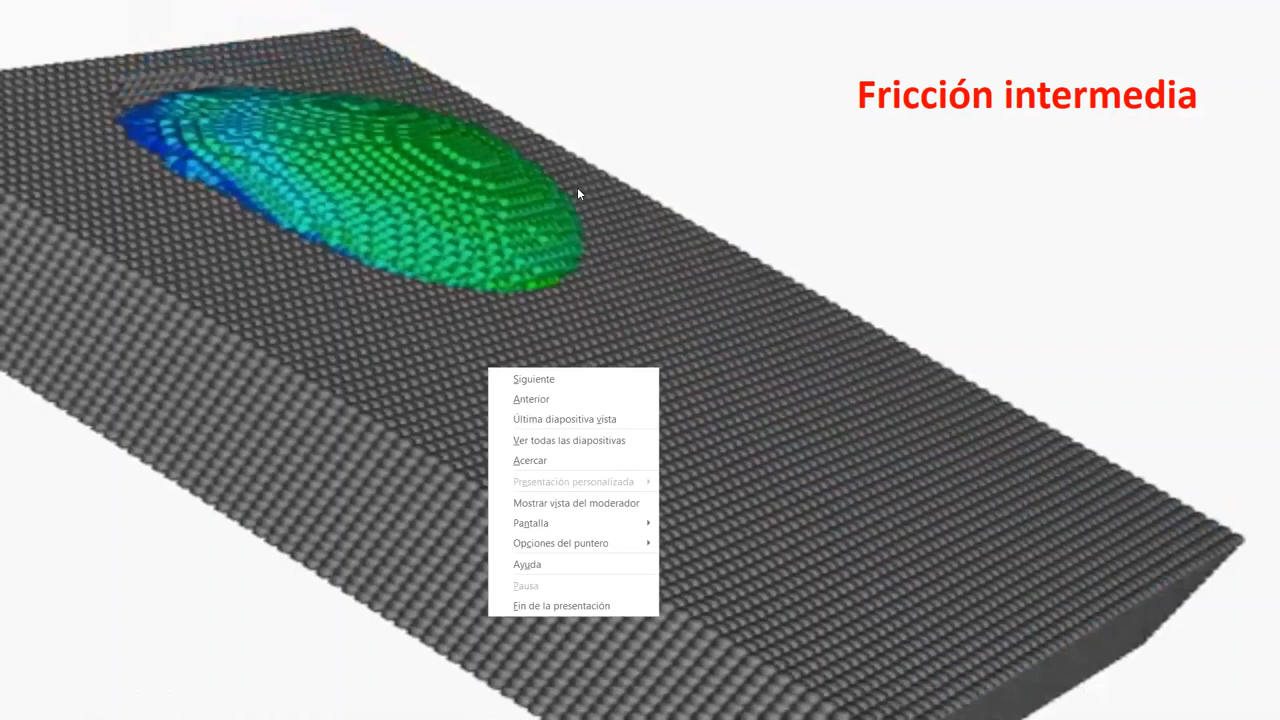 Fricción intermedia
Siguiente
Anterior
Última diapositiva vista
Ver todas las diapositivas
Acercar
Presentación personalizada
Mostrar vista del moderador
Pantalla
Opciones del puntero
Ayuda
Pausa
Fin de la presentación